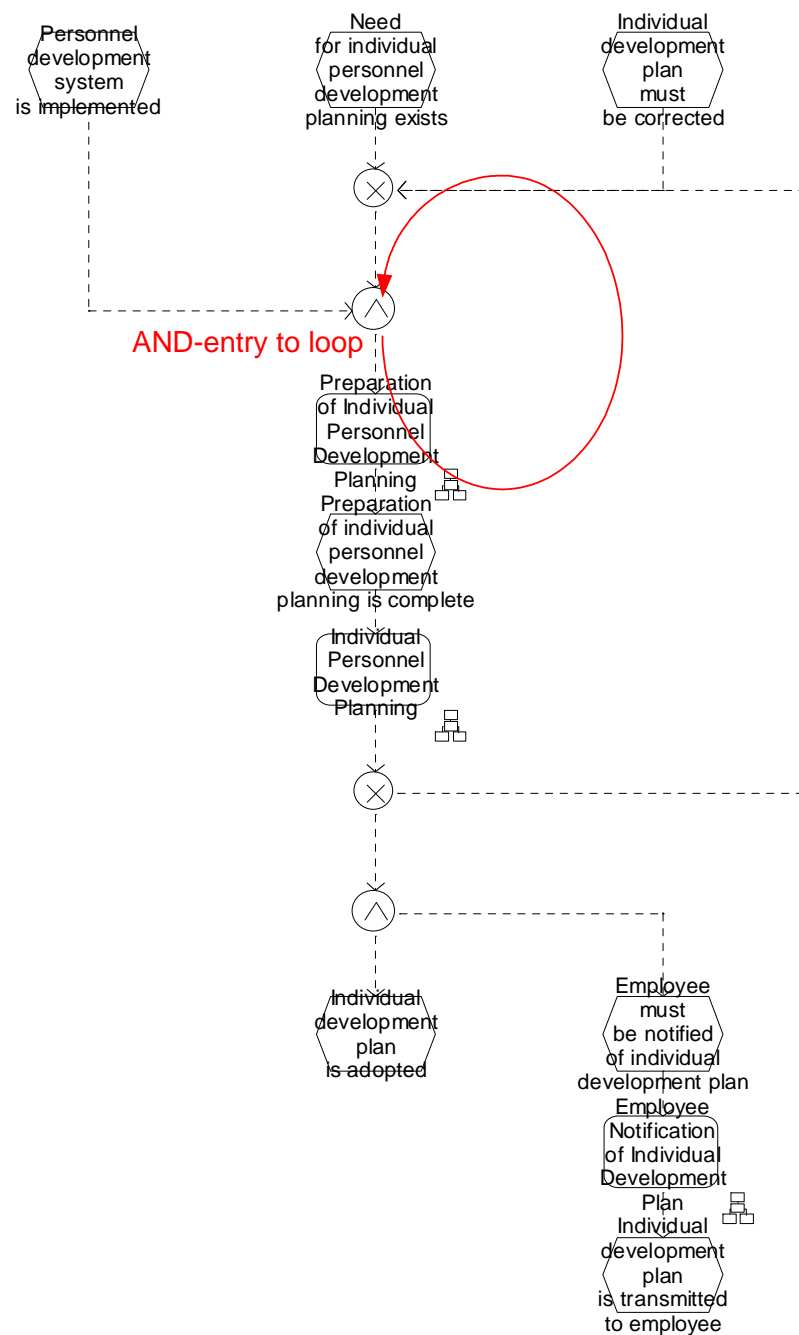 Personnel
development
system
is implemented
Need
for individual
personnel
development
planning exists
Individual
development
plan
must
be corrected
AND-entry to loop
Preparation
of Individual
Personnel
Development
Planning
Preparation
of individual
personnel
development
planning is complete
Individual
Personnel
Development
Planning
Individual
development
plan
is adopted
Employee
must
be notified
of individual
development plan
Employee
Notification
of Individual
Development
Plan
Individual
development
plan
is transmitted
to employee